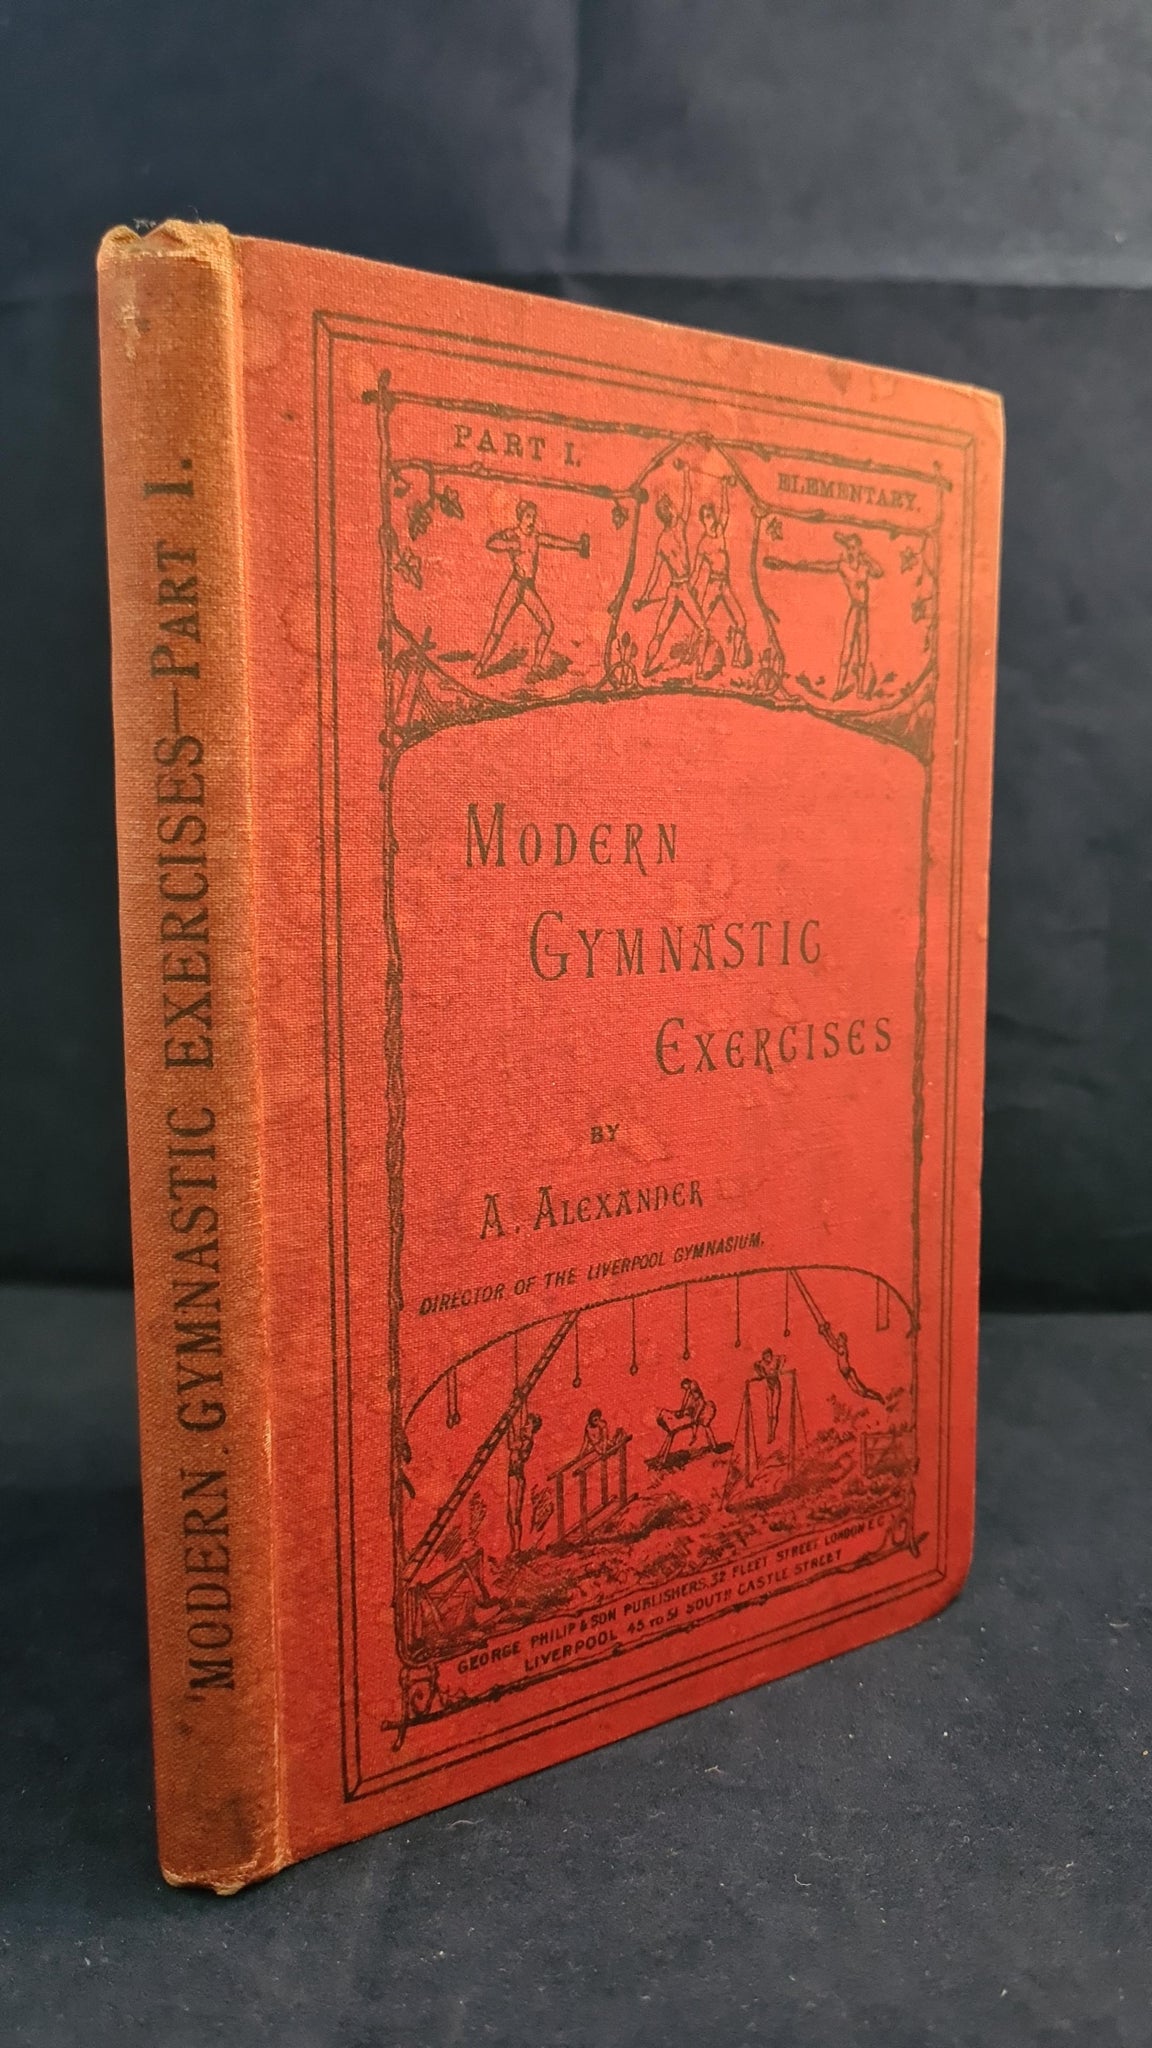 MODERN GYMNASTIC EXERCISES—PART I.
PART I.
ELEMENTARY.
MODERN
GYMNASTIC
EXERCISES
BY
A. ALEXANDER
DIRECTOR OF THE LIVERPOOL GYMNASIUM.
GEORGE PHILIP & SON PUBLISHERS, 32 FLEET STREET LONDON E.C
LIVERPOOL 45 TO 51 SOUTH CASTLE STREET